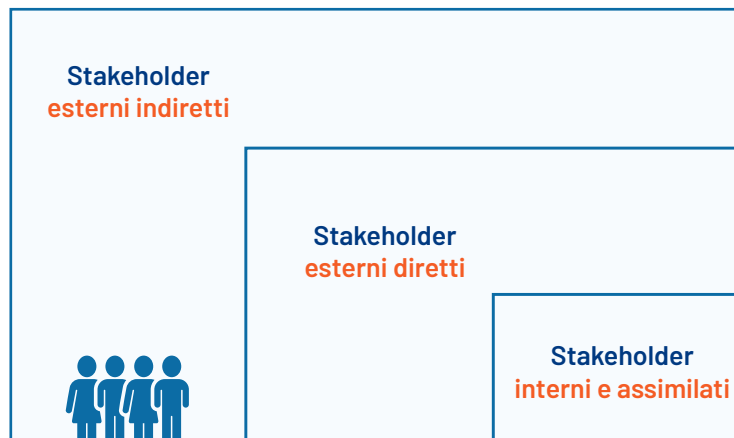 Stakeholder
esterni indiretti
Stakeholder
esterni diretti
Stakeholder
interni e assimilati